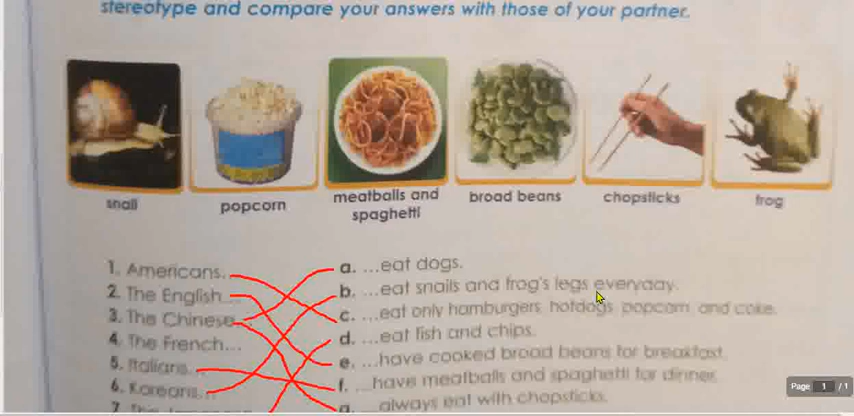 stereotype and compare your answers with those of your partner.
snail
popcorn
meatballs and
spaghetti
broad beans
chopsticks
frog
1. Americans...
2. The English...
3. The Chinese...
4. The French...
5. Italians...
6. Koreans...
7. The
a. ...eat dogs.
b. ...eat snails and frog's legs everyday.
c. ...eat only hamburgers, hotdogs, popcorn, and coke.
d. ...eat fish and chips.
e. ...have cooked broad beans for breakfast.
f. ...have meatballs and spaghetti for dinner.
g. ...always eat with chopsticks.
Page 1 / 1